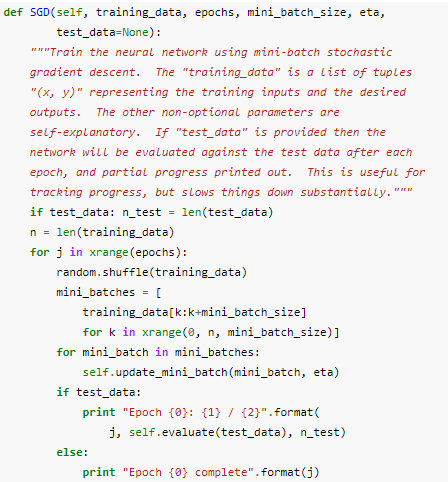 def SGD(self, training_data, epochs, mini_batch_size, eta,
        test_data=None):
    """Train the neural network using mini-batch stochastic
    gradient descent.  The "training_data" is a list of tuples
    "(x, y)" representing the training inputs and the desired
    outputs.  The other non-optional parameters are
    self-explanatory.  If "test_data" is provided then the
    network will be evaluated against the test data after each
    epoch, and partial progress printed out.  This is useful for
    tracking progress, but slows things down substantially."""
    if test_data: n_test = len(test_data)
    n = len(training_data)
    for j in xrange(epochs):
        random.shuffle(training_data)
        mini_batches = [
            training_data[k:k+mini_batch_size]
            for k in xrange(0, n, mini_batch_size)]
        for mini_batch in mini_batches:
            self.update_mini_batch(mini_batch, eta)
        if test_data:
            print "Epoch {0}: {1} / {2}".format(
                j, self.evaluate(test_data), n_test)
        else:
            print "Epoch {0} complete".format(j)